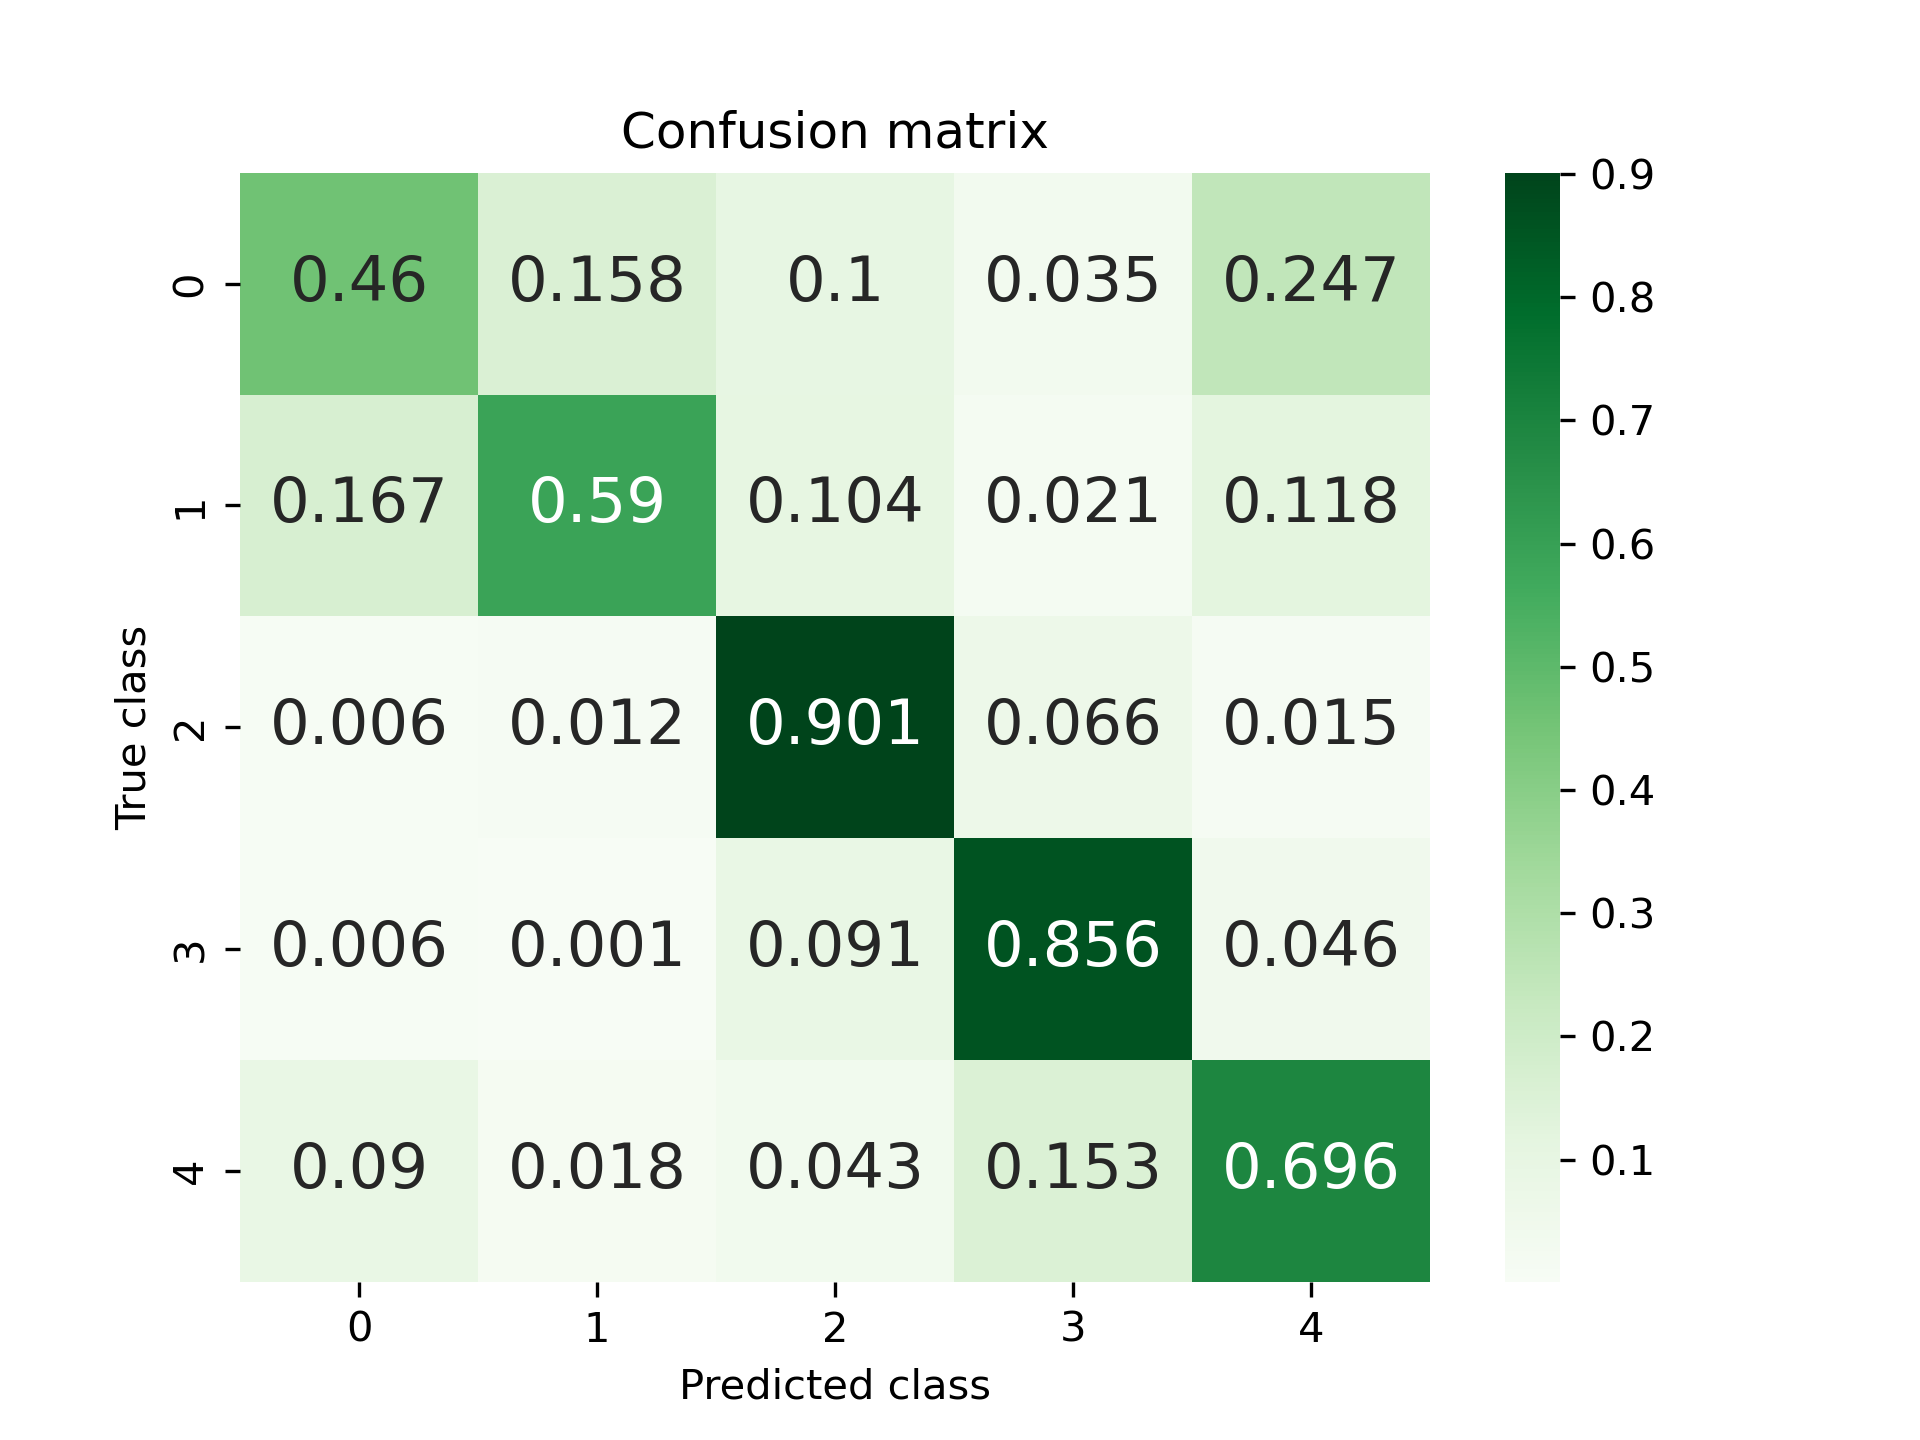 Confusion matrix
0 0.46 0.158 0.1 0.035 0.247
1 0.167 0.59 0.104 0.021 0.118
2 0.006 0.012 0.901 0.066 0.015
3 0.006 0.001 0.091 0.856 0.046
4 0.09 0.018 0.043 0.153 0.696
True class
0 1 2 3 4
Predicted class
0.9
0.8
0.7
0.6
0.5
0.4
0.3
0.2
0.1